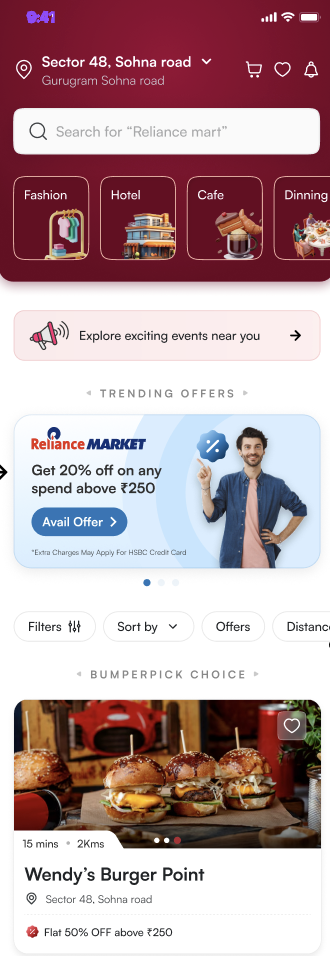 9:41
Sector 48, Sohna road
Gurugram Sohna road
Search for “Reliance mart”
Fashion
Hotel
Cafe
Dinning
Explore exciting events near you
TRENDING OFFERS
Reliance MARKET
Get 20% off on any
spend above ₹250
Avail Offer
*Extra Charges May Apply For HSBC Credit Card
Filters
Sort by
Offers
Distance
BUMPERPICK CHOICE
15 mins • 2Kms
Wendy’s Burger Point
Sector 48, Sohna road
Flat 50% OFF above ₹250